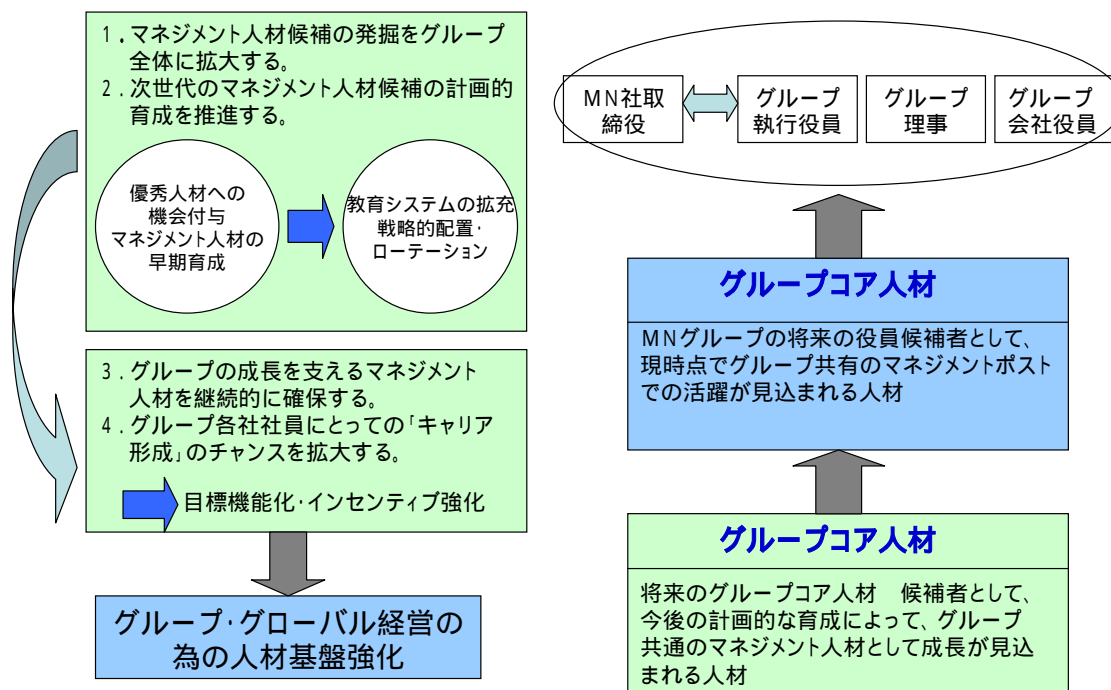 1．マネジメント人材候補の発掘をグループ
全体に拡大する。
2．次世代のマネジメント人材候補の計画的
育成を推進する。
優秀人材への
機会付与
マネジメント人材の
早期育成
教育システムの拡充
戦略的配置・
ローテーション
3．グループの成長を支えるマネジメント
人材を継続的に確保する。
4．グループ各社社員にとっての「キャリア
形成」のチャンスを拡大する。
目標機能化・インセンティブ強化
グループ・グローバル経営の
為の人材基盤強化
MN社取
締役
グループ
執行役員
グループ
理事
グループ
会社役員
グループコア人材
MNグループの将来の役員候補者として、
現時点でグループ共有のマネジメントポスト
での活躍が見込まれる人材
グループコア人材
将来のグループコア人材　候補者として、
今後の計画的な育成によって、グループ
共通のマネジメント人材として成長が見込
まれる人材